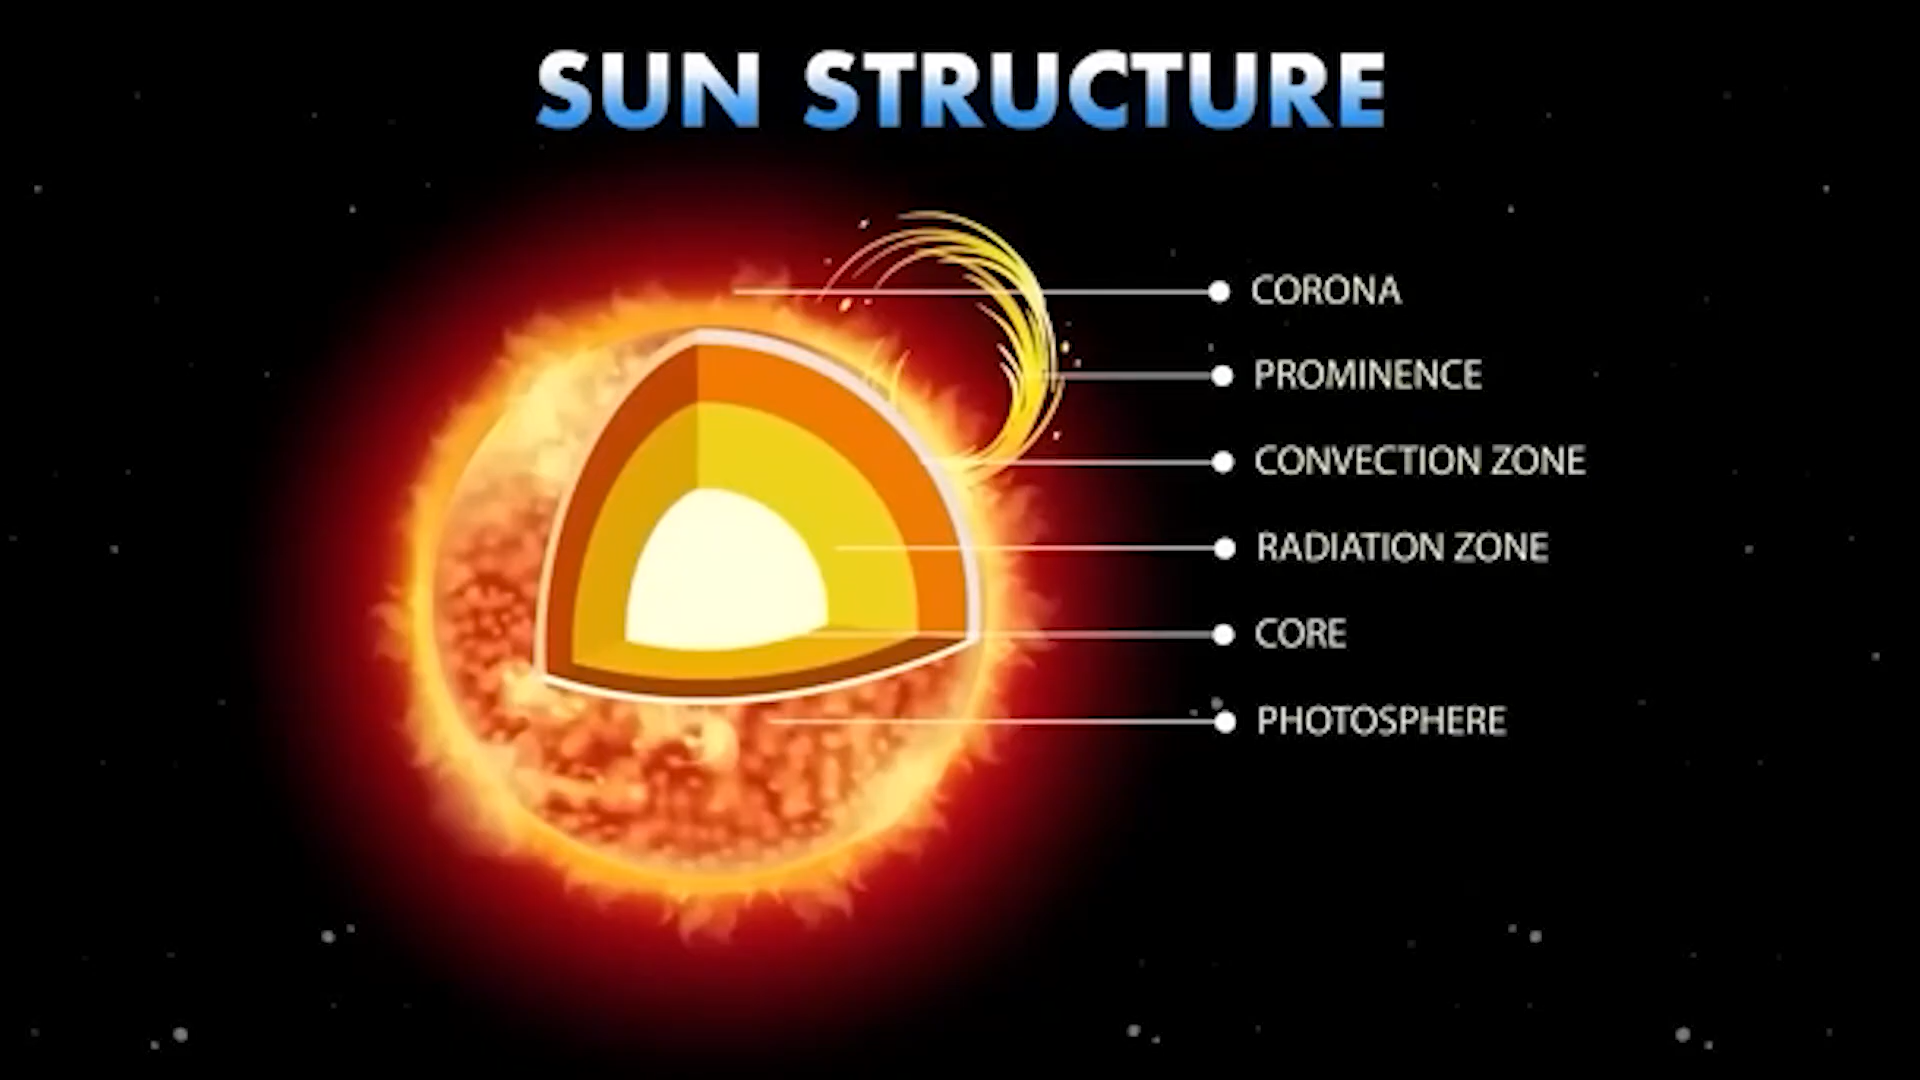 SUN STRUCTURE
CORONA
PROMINENCE
CONVECTION ZONE
RADIATION ZONE
CORE
PHOTOSPHERE